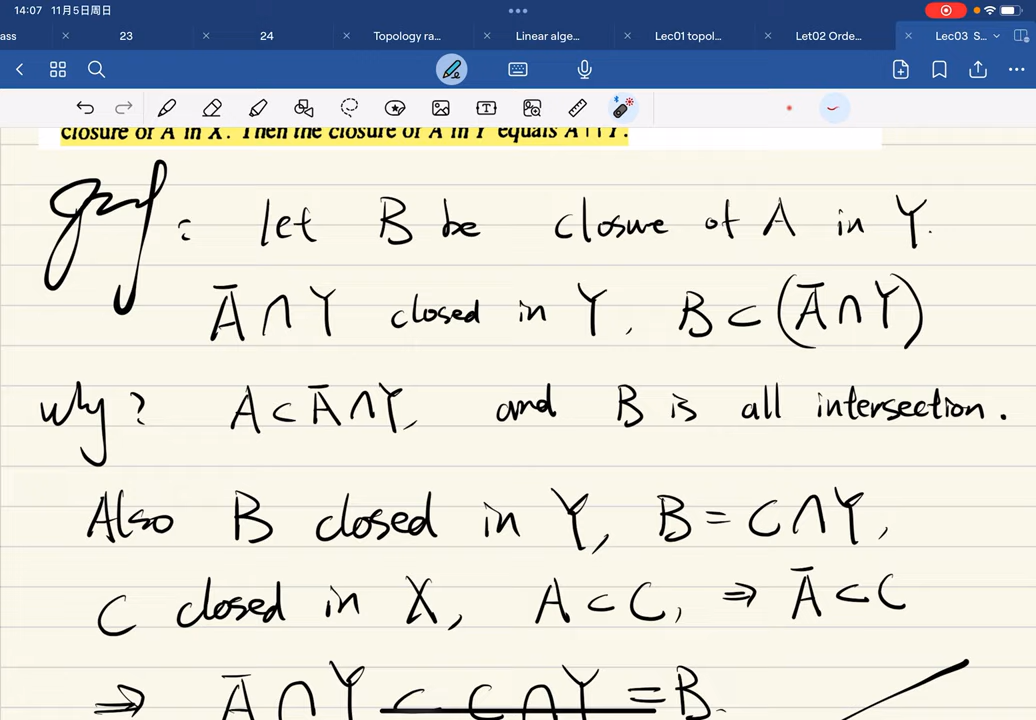 14:07 11月5日周日
ass 23 24 Topology ra... Linear alge... Lec01 topol... Let02 Orde... Lec03 S...
closure of A in X. Then the closure of A in Y equals Ā ∩ Y.
: let B be closure of A in Y.
Ā ∩ Y closed in Y, B ⊂ (Ā ∩ Y)
why? A ⊂ Ā ∩ Y, and B is all intersection.
Also B closed in Y, B = C ∩ Y,
C closed in X, A ⊂ C, ⇒ Ā ⊂ C
⇒ Ā ∩ Y ⊂ C ∩ Y = B.